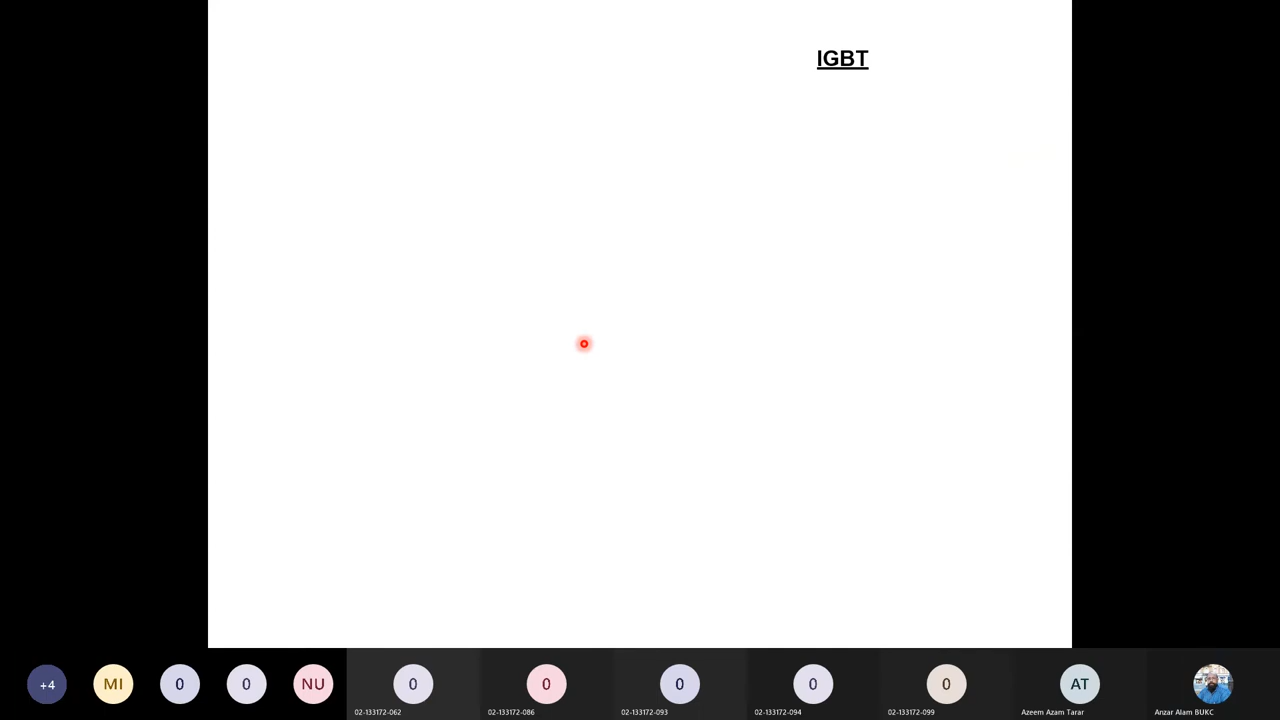 IGBT
+4
MI
0
0
NU
0
0
0
0
0
AT
02-133172-062
02-133172-086
02-133172-093
02-133172-094
02-133172-099
Azeem Azam Tarar
Anzar Alam BUKC